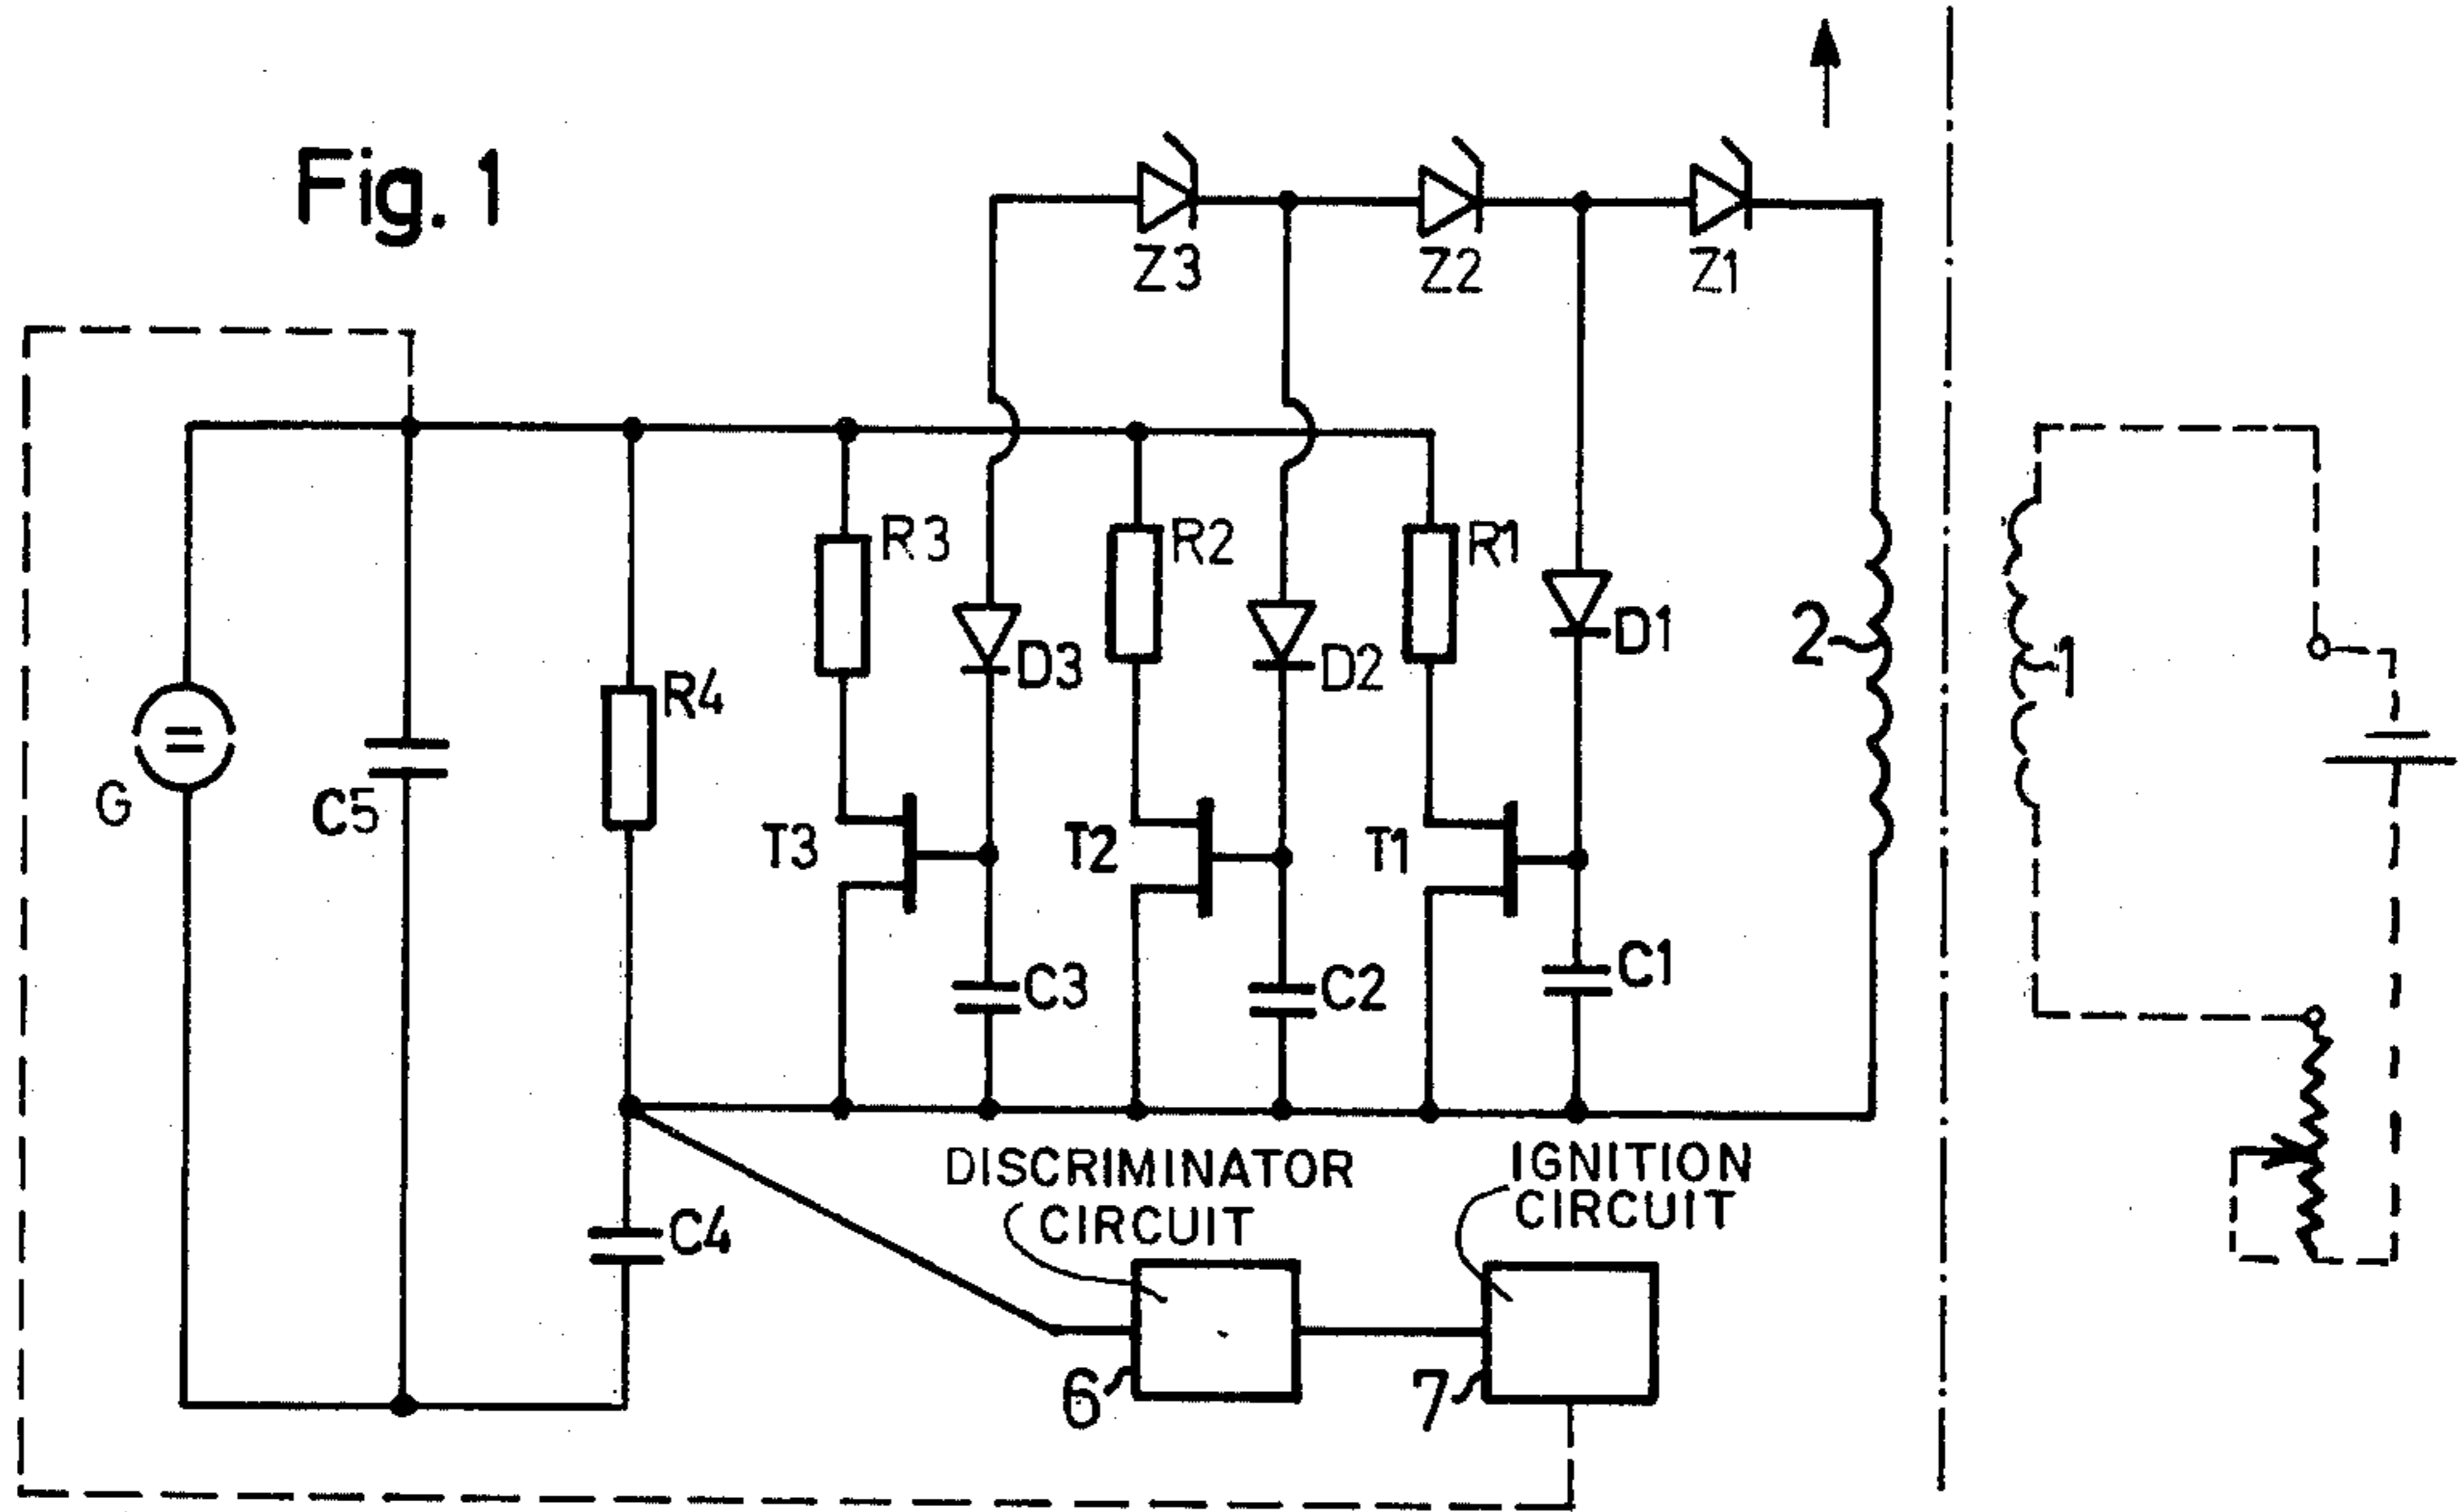 Fig. 1
Z3
Z2
Z1
R3
R2
R1
D3
D2
D1
2
1
R4
G
C5
T3
T2
T1
C3
C2
C1
DISCRIMINATOR
CIRCUIT
IGNITION
CIRCUIT
C4
6
7